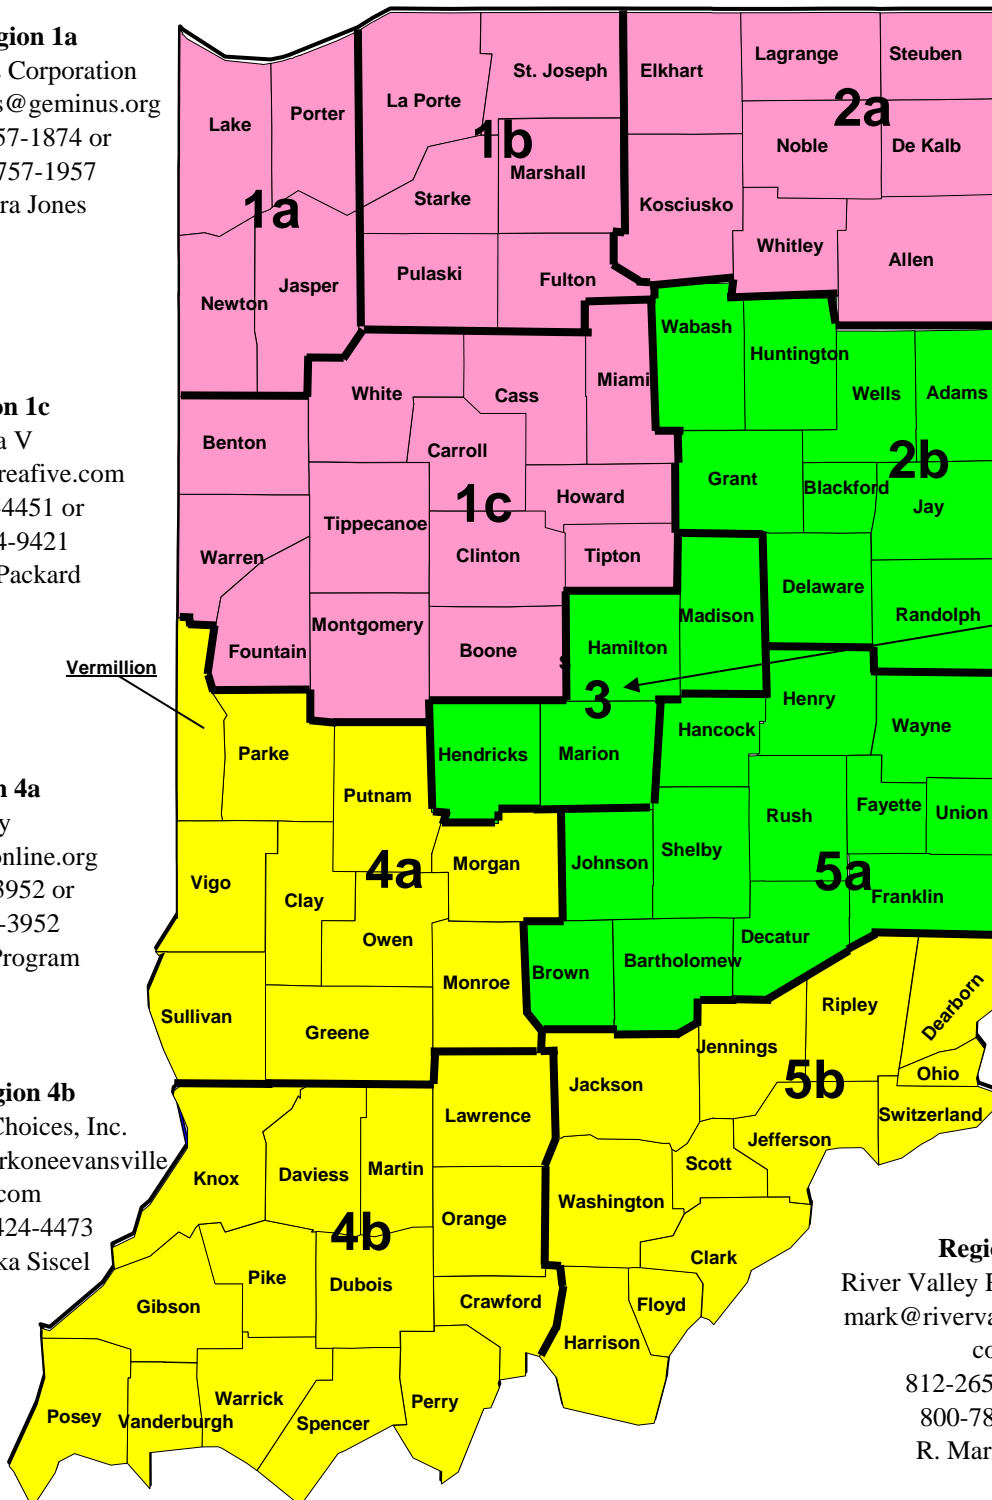 gion 1a
Corporation
s@geminus.org
57-1874 or
757-1957
ra Jones
on 1c
a V
reafive.com
-4451 or
4-9421
Packard
Vermillion
n 4a
y
online.org
3952 or
-3952
Program
gion 4b
Choices, Inc.
rkoneevansville
com
424-4473
ka Siscel
Regi
River Valley
mark@riverva
co
812-265
800-78
R. Mar
Lake
Porter
1a
Newton
Jasper
La Porte
St. Joseph
1b
Marshall
Starke
Pulaski
Fulton
Elkhart
Lagrange
Steuben
2a
Noble
De Kalb
Kosciusko
Whitley
Allen
White
Cass
Miami
Benton
Carroll
1c
Howard
Tippecanoe
Clinton
Tipton
Warren
Fountain
Montgomery
Boone
Wabash
Huntington
Wells
Adams
2b
Grant
Blackford
Jay
Delaware
Randolph
Madison
Hamilton
s
3
Hendricks
Marion
Henry
Hancock
Wayne
Rush
Fayette
Union
Johnson
Shelby
5a
Franklin
Decatur
Brown
Bartholomew
Parke
Putnam
4a
Morgan
Vigo
Clay
Owen
Monroe
Sullivan
Greene
Lawrence
Knox
Daviess
Martin
Orange
4b
Pike
Dubois
Gibson
Crawford
Posey
Vanderburgh
Warrick
Spencer
Perry
Ripley
Dearborn
Jennings
Jackson
5b
Ohio
Switzerland
Jefferson
Scott
Washington
Clark
Floyd
Harrison